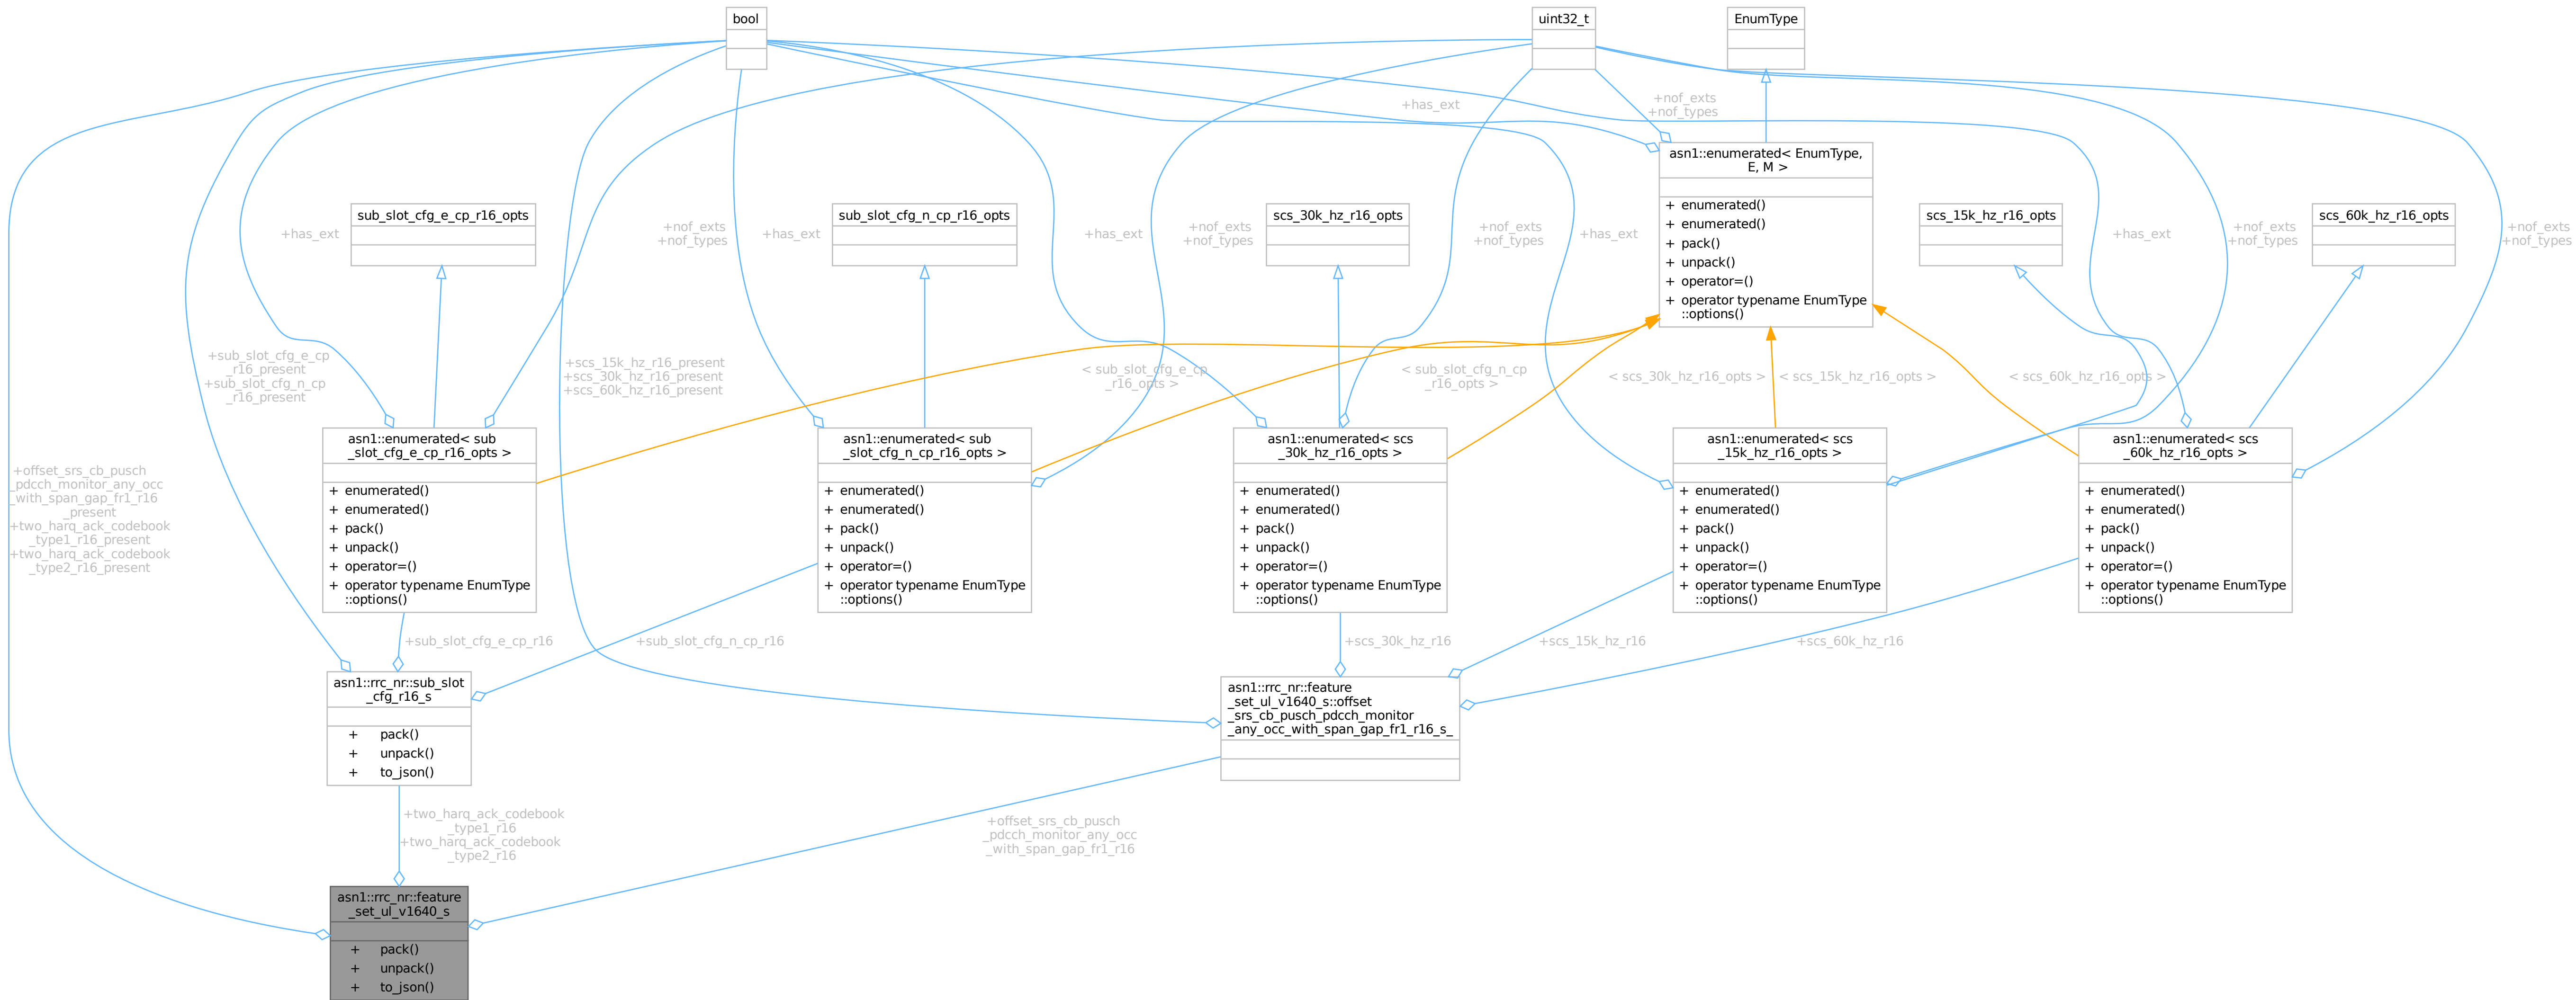 bool
uint32_t
EnumType
+has_ext
+nof_exts
+nof_types
asn1::enumerated< EnumType,
E, M >
+ enumerated()
+ enumerated()
+ pack()
+ unpack()
+ operator=()
+ operator typename EnumType
::options()
sub_slot_cfg_e_cp_r16_opts
sub_slot_cfg_n_cp_r16_opts
scs_30k_hz_r16_opts
scs_15k_hz_r16_opts
scs_60k_hz_r16_opts
+has_ext
+nof_exts
+nof_types
+has_ext
+has_ext
+nof_exts
+nof_types
+nof_exts
+nof_types
+has_ext
+has_ext
+nof_exts
+nof_types
+nof_exts
+nof_types
+sub_slot_cfg_e_cp
_r16_present
+sub_slot_cfg_n_cp
_r16_present
+scs_15k_hz_r16_present
+scs_30k_hz_r16_present
+scs_60k_hz_r16_present
< sub_slot_cfg_e_cp
_r16_opts >
< sub_slot_cfg_n_cp
_r16_opts >
< scs_30k_hz_r16_opts >
< scs_15k_hz_r16_opts >
< scs_60k_hz_r16_opts >
asn1::enumerated< sub
_slot_cfg_e_cp_r16_opts >
+ enumerated()
+ enumerated()
+ pack()
+ unpack()
+ operator=()
+ operator typename EnumType
::options()
asn1::enumerated< sub
_slot_cfg_n_cp_r16_opts >
+ enumerated()
+ enumerated()
+ pack()
+ unpack()
+ operator=()
+ operator typename EnumType
::options()
asn1::enumerated< scs
_30k_hz_r16_opts >
+ enumerated()
+ enumerated()
+ pack()
+ unpack()
+ operator=()
+ operator typename EnumType
::options()
asn1::enumerated< scs
_15k_hz_r16_opts >
+ enumerated()
+ enumerated()
+ pack()
+ unpack()
+ operator=()
+ operator typename EnumType
::options()
asn1::enumerated< scs
_60k_hz_r16_opts >
+ enumerated()
+ enumerated()
+ pack()
+ unpack()
+ operator=()
+ operator typename EnumType
::options()
+offset_srs_cb_pusch
_pdcch_monitor_any_occ
_with_span_gap_fr1_r16
_present
+two_harq_ack_codebook
_type1_r16_present
+two_harq_ack_codebook
_type2_r16_present
+sub_slot_cfg_e_cp_r16
+sub_slot_cfg_n_cp_r16
+scs_30k_hz_r16
+scs_15k_hz_r16
+scs_60k_hz_r16
asn1::rrc_nr::sub_slot
_cfg_r16_s
+ pack()
+ unpack()
+ to_json()
asn1::rrc_nr::feature
_set_ul_v1640_s::offset
_srs_cb_pusch_pdcch_monitor
_any_occ_with_span_gap_fr1_r16_s_
+two_harq_ack_codebook
_type1_r16
+two_harq_ack_codebook
_type2_r16
+offset_srs_cb_pusch
_pdcch_monitor_any_occ
_with_span_gap_fr1_r16
asn1::rrc_nr::feature
_set_ul_v1640_s
+ pack()
+ unpack()
+ to_json()